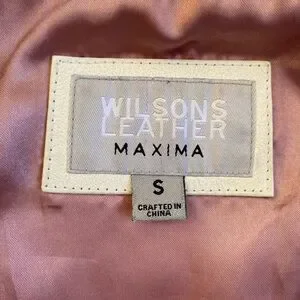 WILSONS
LEATHER
MAXIMA
S
CRAFTED IN
CHINA